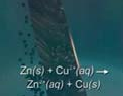 Zn(s) + Cu²⁺(aq) →
Zn²⁺(aq) + Cu(s)